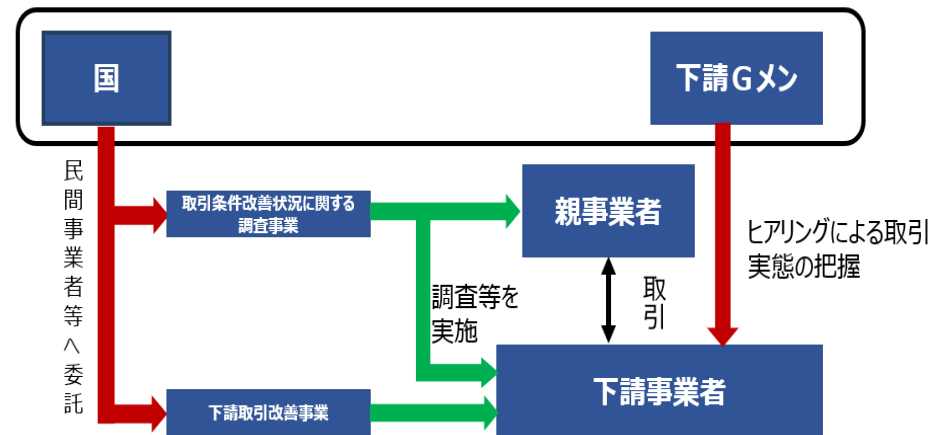 国
下請Gメン
民間事業者等へ委託
取引条件改善状況に関する
調査事業
親事業者
ヒアリングによる取引
実態の把握
調査等を
実施
取引
下請取引改善事業
下請事業者